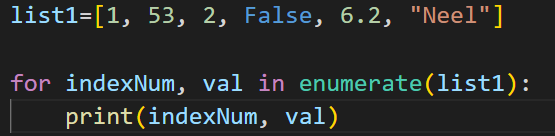 list1=[1, 53, 2, False, 6.2, "Neel"]
for indexNum, val in enumerate(list1):
    print(indexNum, val)